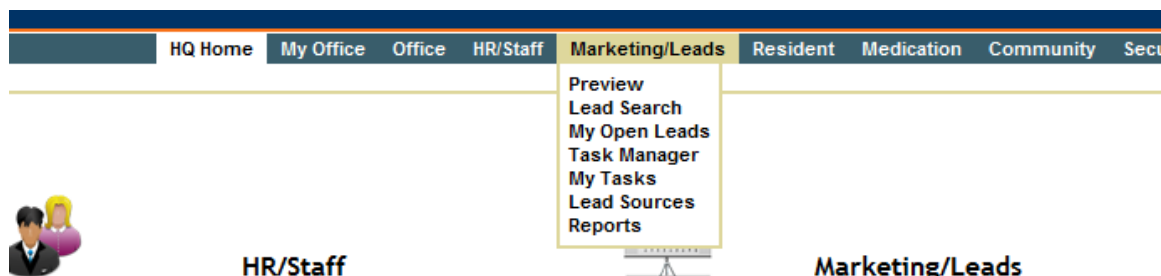 HQ Home My Office Office HR/Staff Marketing/Leads Resident Medication Community Secu
Preview
Lead Search
My Open Leads
Task Manager
My Tasks
Lead Sources
Reports
HR/Staff Marketing/Leads